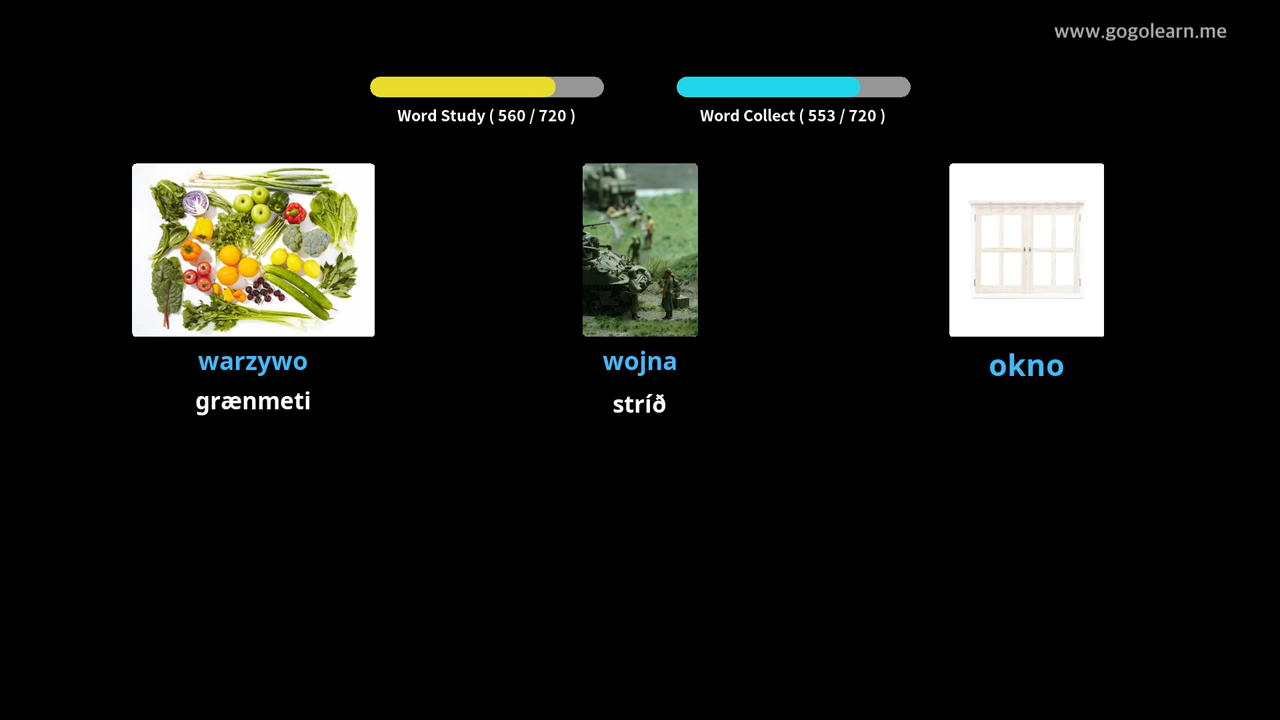 www.gogolearn.me
Word Study ( 560 / 720 )
Word Collect ( 553 / 720 )
warzywo
wojna
okno
grænmeti
stríð